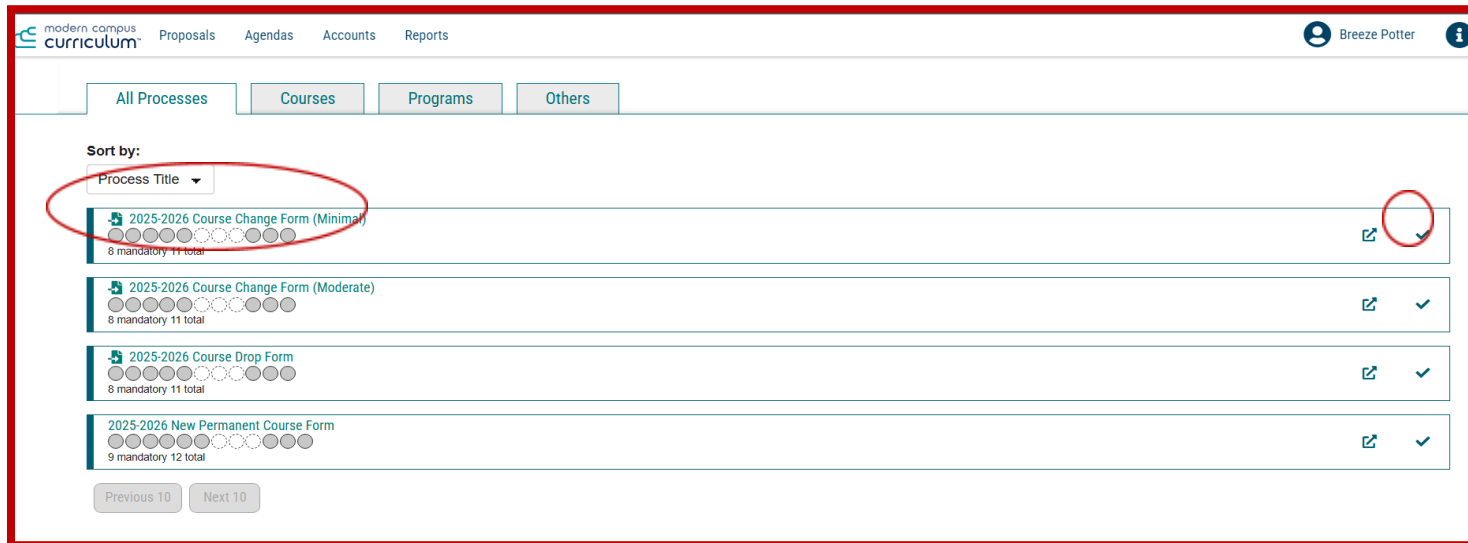 modern campus
curriculum™
Proposals Agendas Accounts Reports
Breeze Potter
All Processes Courses Programs Others
Sort by:
Process Title
2025-2026 Course Change Form (Minimal)
8 mandatory 11 total
2025-2026 Course Change Form (Moderate)
8 mandatory 11 total
2025-2026 Course Drop Form
8 mandatory 11 total
2025-2026 New Permanent Course Form
9 mandatory 12 total
Previous 10 Next 10